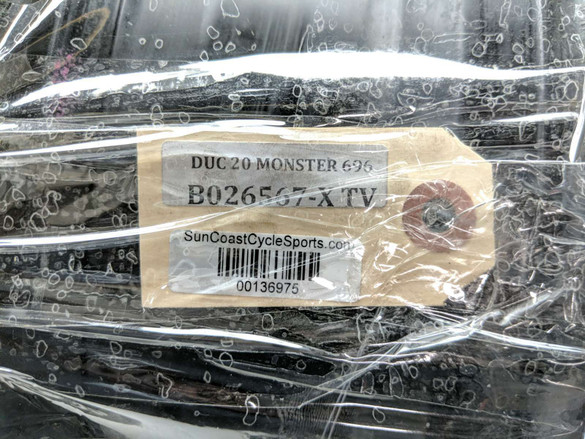 DUC 20 MONSTER 696
B026567-X TV
SunCoastCycleSports.com
00136975